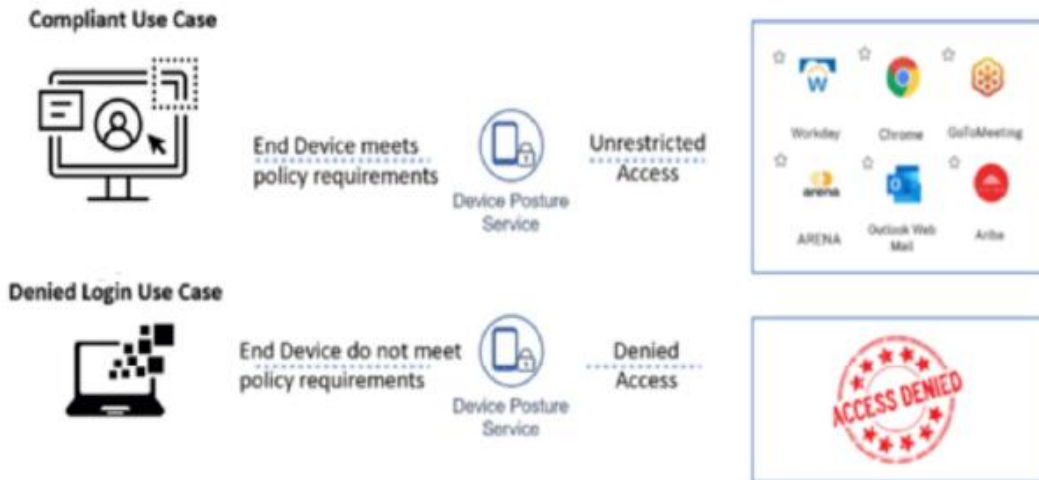 Compliant Use Case
End Device meets
policy requirements
Device Posture
Service
Unrestricted
Access
W
Workday
Chrome
GoToMeeting
arena
ARENA
Outlook Web
Mail
Ariba
Denied Login Use Case
End Device do not meet
policy requirements
Device Posture
Service
Denied
Access
ACCESS DENIED